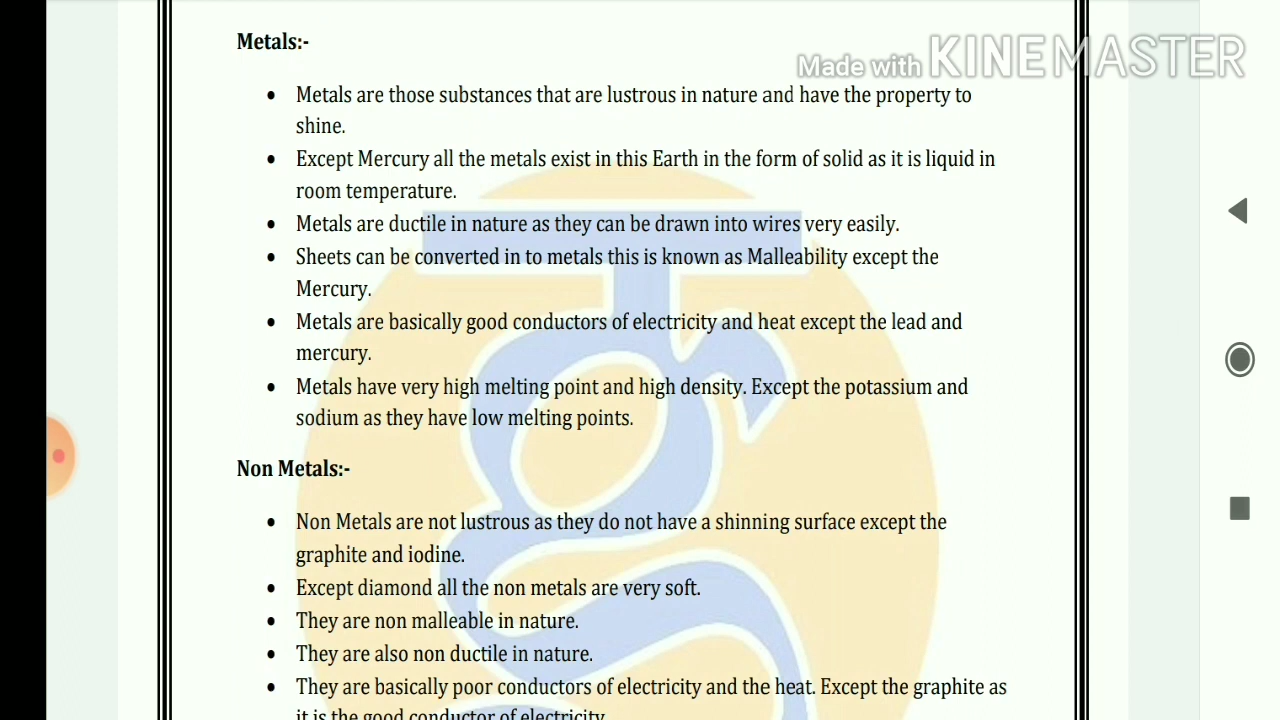 Made with KINEMASTER
Metals:-
• Metals are those substances that are lustrous in nature and have the property to
shine.
• Except Mercury all the metals exist in this Earth in the form of solid as it is liquid in
room temperature.
• Metals are ductile in nature as they can be drawn into wires very easily.
• Sheets can be converted in to metals this is known as Malleability except the
Mercury.
• Metals are basically good conductors of electricity and heat except the lead and
mercury.
• Metals have very high melting point and high density. Except the potassium and
sodium as they have low melting points.
Non Metals:-
• Non Metals are not lustrous as they do not have a shinning surface except the
graphite and iodine.
• Except diamond all the non metals are very soft.
• They are non malleable in nature.
• They are also non ductile in nature.
• They are basically poor conductors of electricity and the heat. Except the graphite as
it is the good conductor of electricity